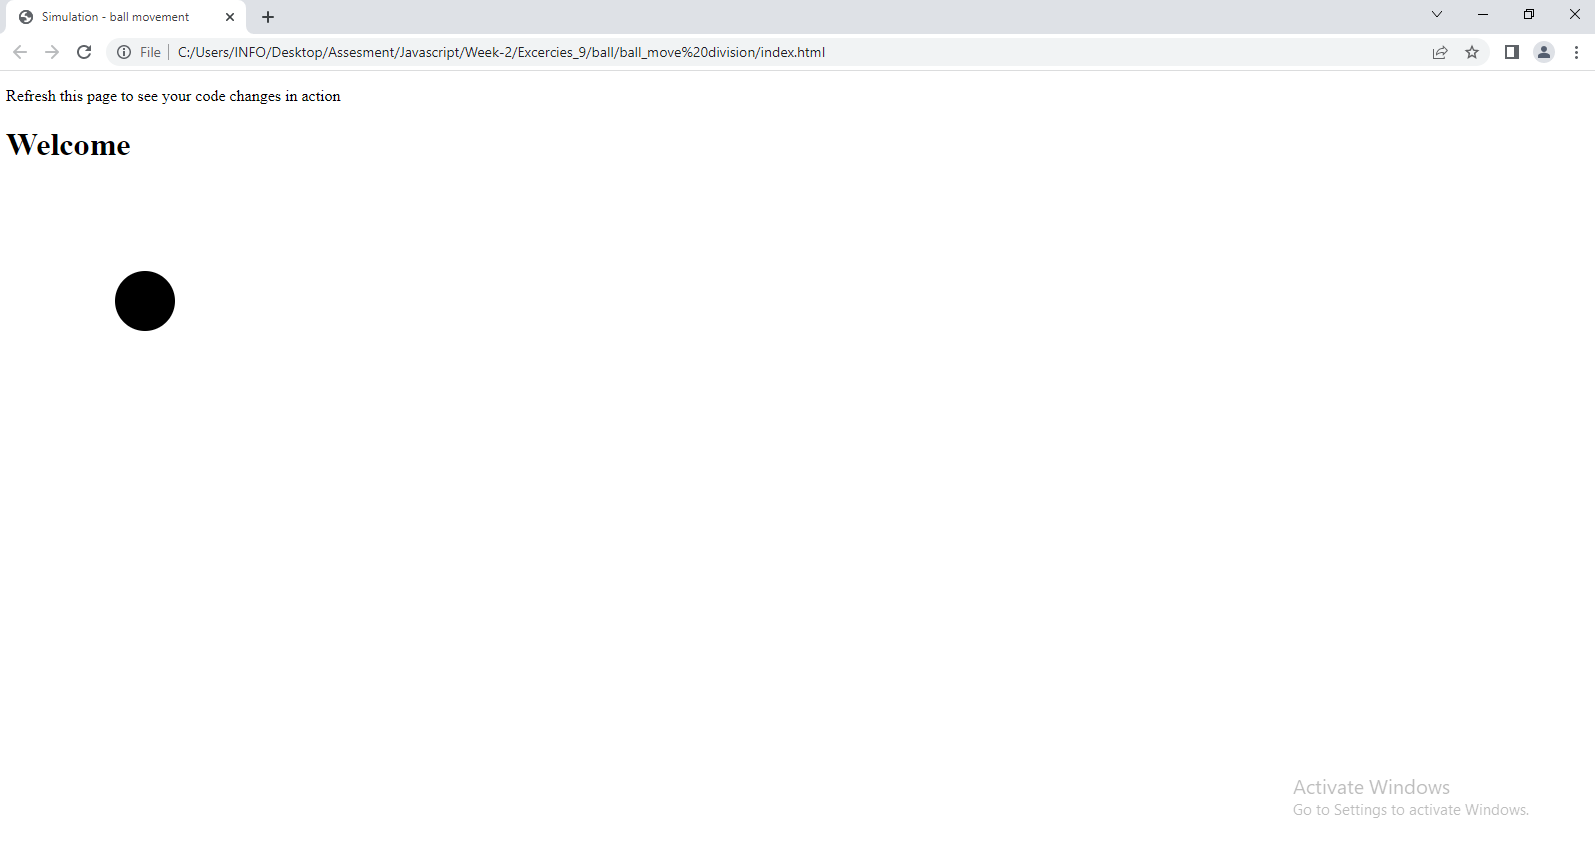 Simulation - ball movement
File
C:/Users/INFO/Desktop/Assesment/Javascript/Week-2/Excercies_9/ball/ball_move%20division/index.html
Refresh this page to see your code changes in action
Welcome
Activate Windows
Go to Settings to activate Windows.